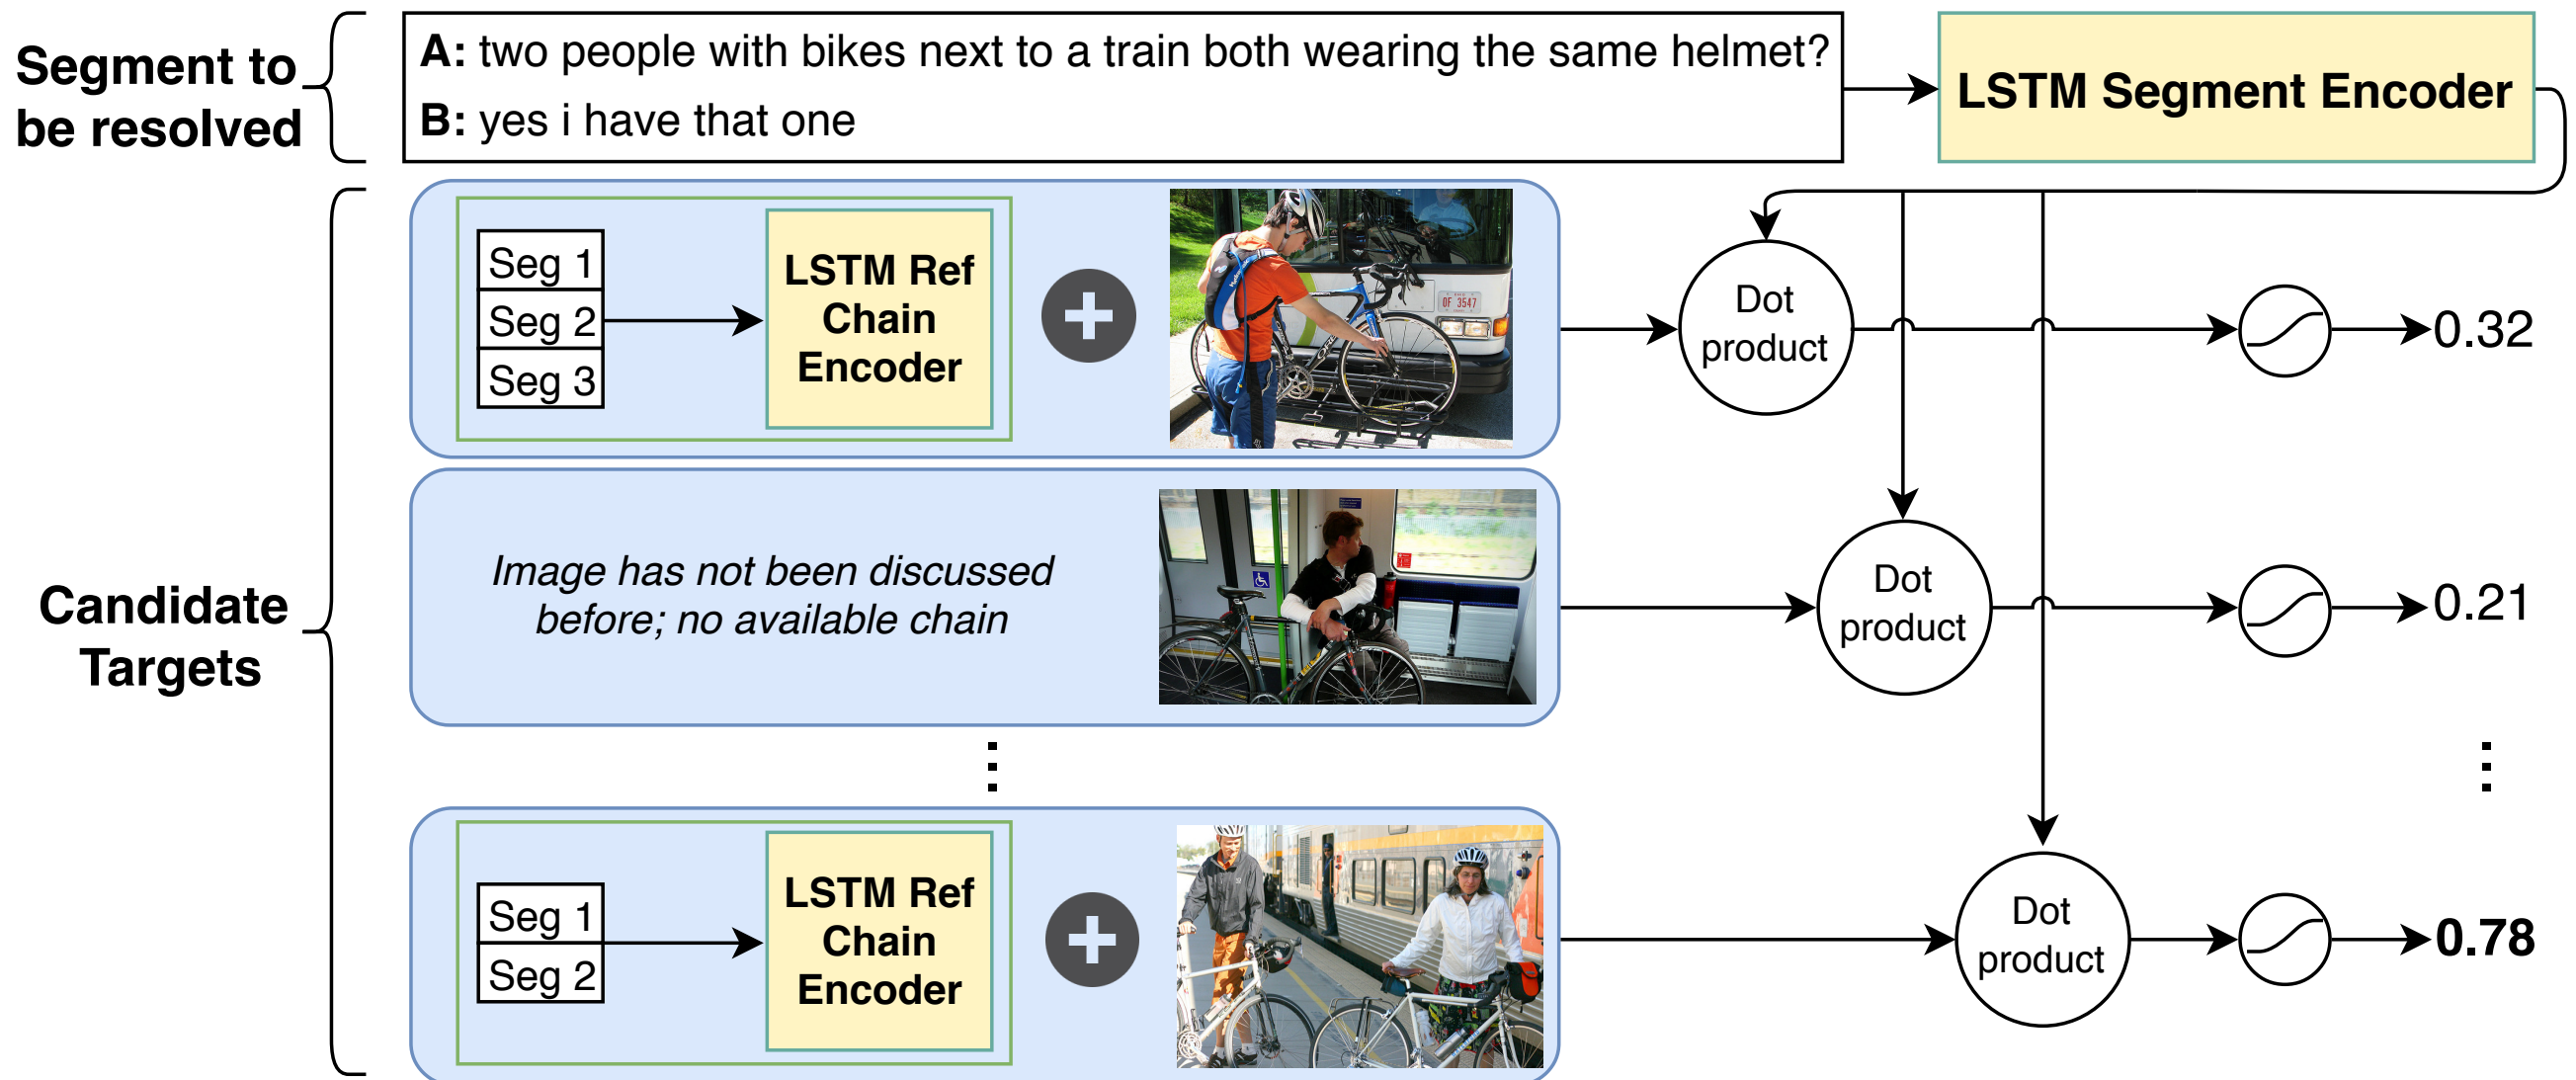 Segment to
be resolved
A: two people with bikes next to a train both wearing the same helmet?
B: yes i have that one
LSTM Segment Encoder
Candidate
Targets
Seg 1
Seg 2
Seg 3
LSTM Ref
Chain
Encoder
+
OF 3547
Dot
product
0.32
Image has not been discussed
before; no available chain
Dot
product
0.21
Seg 1
Seg 2
LSTM Ref
Chain
Encoder
+
Dot
product
0.78